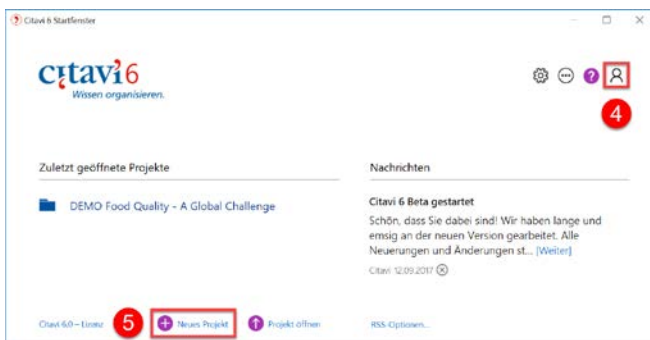 Citavi 6 Startfenster
citavi 6
Wissen organisieren.
?
4
Zuletzt geöffnete Projekte
DEMO Food Quality - A Global Challenge
Nachrichten
Citavi 6 Beta gestartet
Schön, dass Sie dabei sind! Wir haben lange und
emsig an der neuen Version gearbeitet. Alle
Neuerungen und Änderungen st... [Weiter]
Citavi 12.09.2017
Citavi 6.0 – Lizenz
5
Neues Projekt
Projekt öffnen
RSS-Optionen...